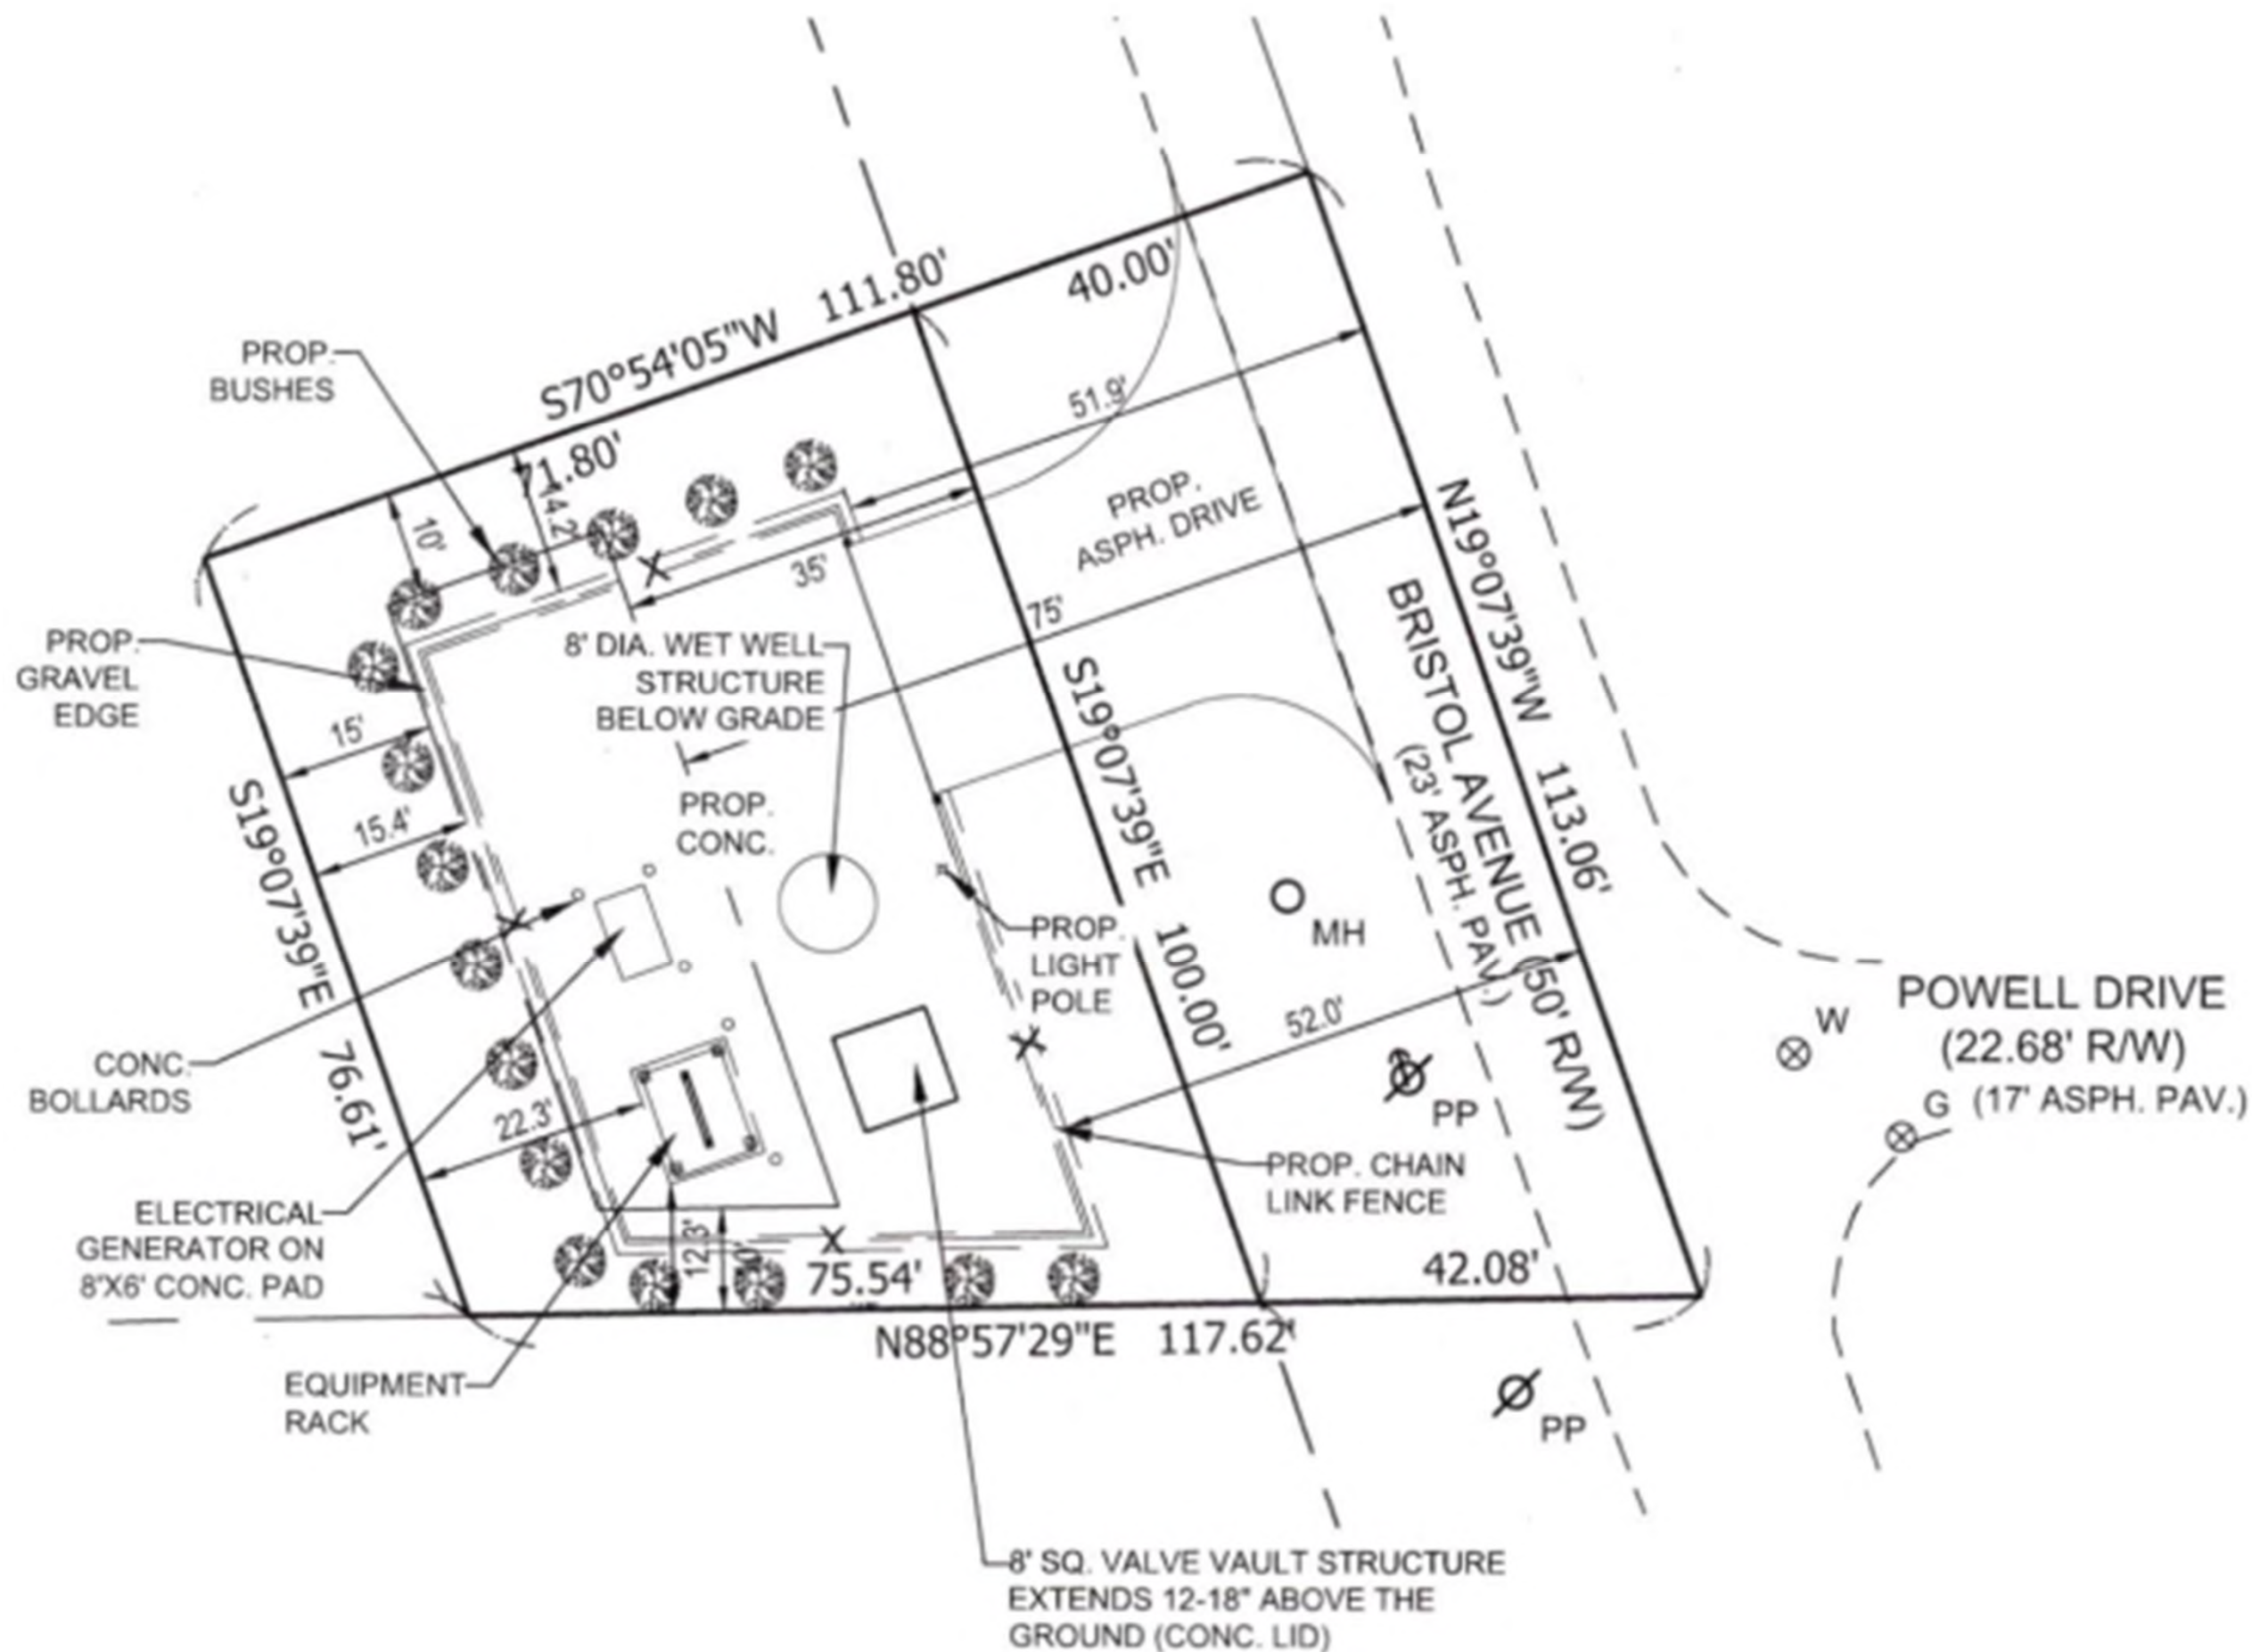 S70°54'05"W 111.80'
40.00'
PROP.
BUSHES
71.80'
51.9'
14.2'
10'
PROP.
ASPH. DRIVE
35'
75'
N19°07'39"W 113.06'
PROP.
GRAVEL
EDGE
8' DIA. WET WELL
STRUCTURE
BELOW GRADE
15'
15.4'
PROP.
CONC.
S19°07'39"E 100.00'
BRISTOL AVENUE (50' R/W)
(23' ASPH. PAV.)
S19°07'39"E 76.61'
MH
PROP.
LIGHT
POLE
52.0'
POWELL DRIVE
(22.68' R/W)
(17' ASPH. PAV.)
W
G
CONC.
BOLLARDS
22.3'
PP
PROP. CHAIN
LINK FENCE
ELECTRICAL
GENERATOR ON
8'X6' CONC. PAD
12.3'
75.54'
42.08'
N88°57'29"E 117.62'
EQUIPMENT
RACK
PP
8' SQ. VALVE VAULT STRUCTURE
EXTENDS 12-18" ABOVE THE
GROUND (CONC. LID)